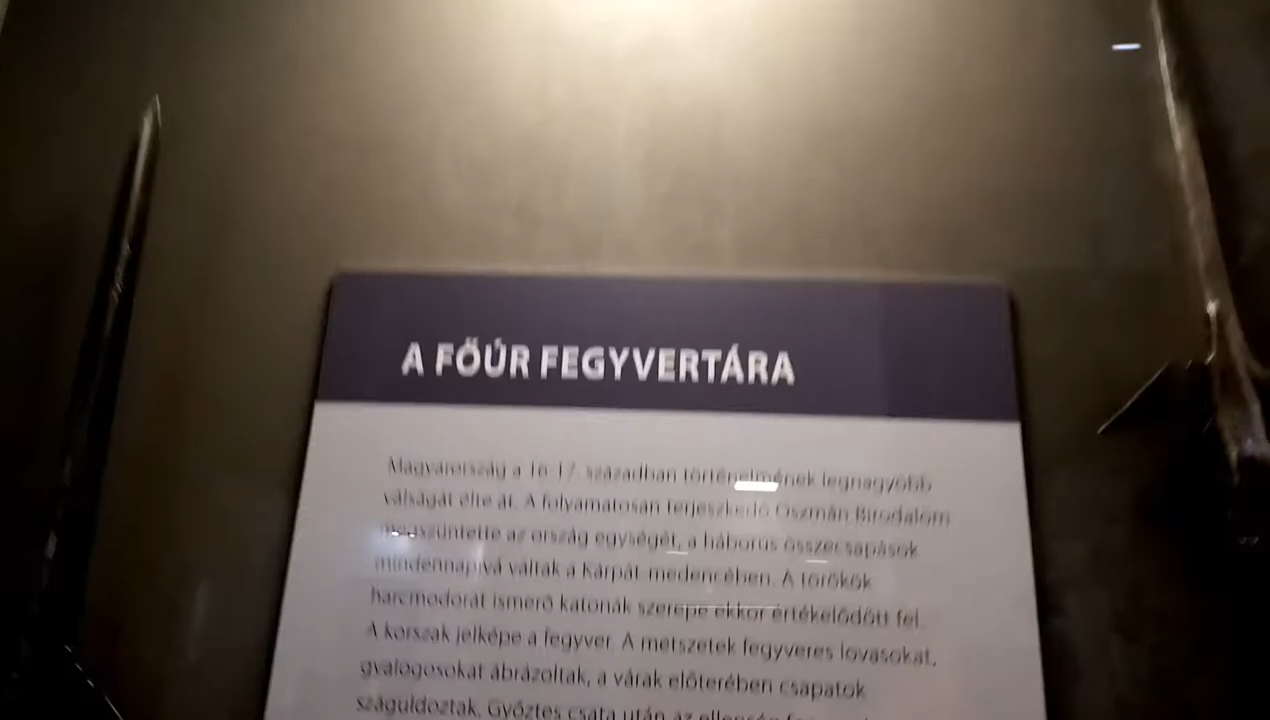 A FŐÚR FEGYVERTÁRA
Magyarország a 16-17. században történelmének legnagyobb
válságát élte át. A folyamatosan terjeszkedő Oszmán Birodalom
megszüntette az ország egységét, a háborús összecsapások
mindennapivá váltak a Kárpát-medencében. A törökök
harcmodorát ismerő katonák szerepe ekkor értékelődött fel.
A korszak jelképe a fegyver. A metszetek fegyveres lovasokat,
gyalogosokat ábrázoltak, a várak előterében csapatok
száguldoztak. Győztes csata után az ellenség